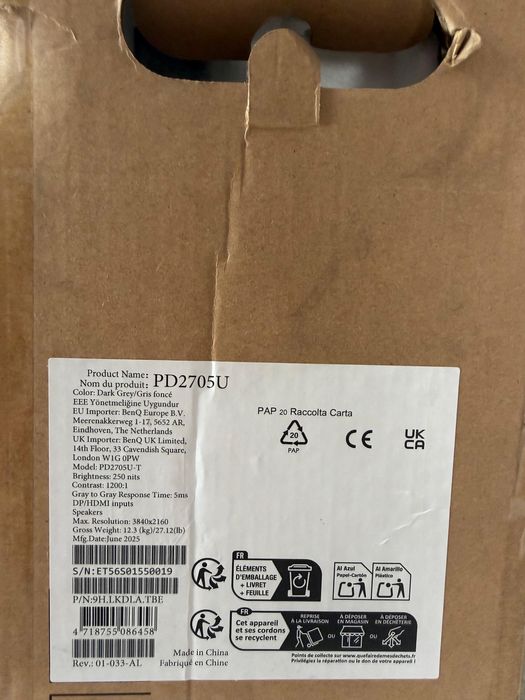 Product Name:
Nom du produit: PD2705U
Color: Dark Grey/Gris foncé
EEE Yönetmeliğine Uygundur
EU Importer: BenQ Europe B.V.
Meerenakkerweg 1-17, 5652 AR,
Eindhoven, The Netherlands
UK Importer: BenQ UK Limited,
14th Floor, 33 Cavendish Square,
London W1G 0PW
Model: PD2705U-T
Brightness: 250 nits
Contrast: 1200:1
Gray to Gray Response Time: 5ms
DP/HDMI inputs
Speakers
Max. Resolution: 3840x2160
Gross Weight: 12.3 (kg)/27.12(lb)
Mfg.Date:June 2025
S/N:ET56S01550019
P/N:9H.LKDLA.TBE
4 718755 086458
Rev.: 01-033-AL
Made in China
Fabriqué en Chine
PAP 20 Raccolta Carta
20
PAP
CE
UK
CA
FR
ÉLÉMENTS
D'EMBALLAGE
+ LIVRET
+ FEUILLE
Al Azul
Papel-Cartón
Al Amarillo
Plástico
FR
Cet appareil
et ses cordons
se recyclent
REPRISE
À LA LIVRAISON
OU
À DÉPOSER
EN MAGASIN
OU
À DÉPOSER
EN DÉCHÈTERIE
Points de collecte sur www.quefairedemesdechets.fr
Privilégiez la réparation ou le don de votre appareil !